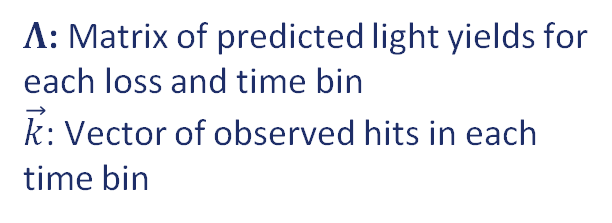 Λ: Matrix of predicted light yields for
each loss and time bin
k⃗: Vector of observed hits in each
time bin